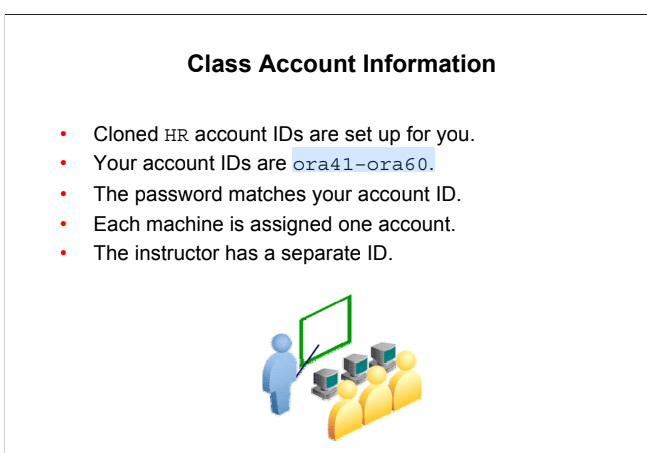 Class Account Information
• Cloned HR account IDs are set up for you.
• Your account IDs are ora41–ora60.
• The password matches your account ID.
• Each machine is assigned one account.
• The instructor has a separate ID.